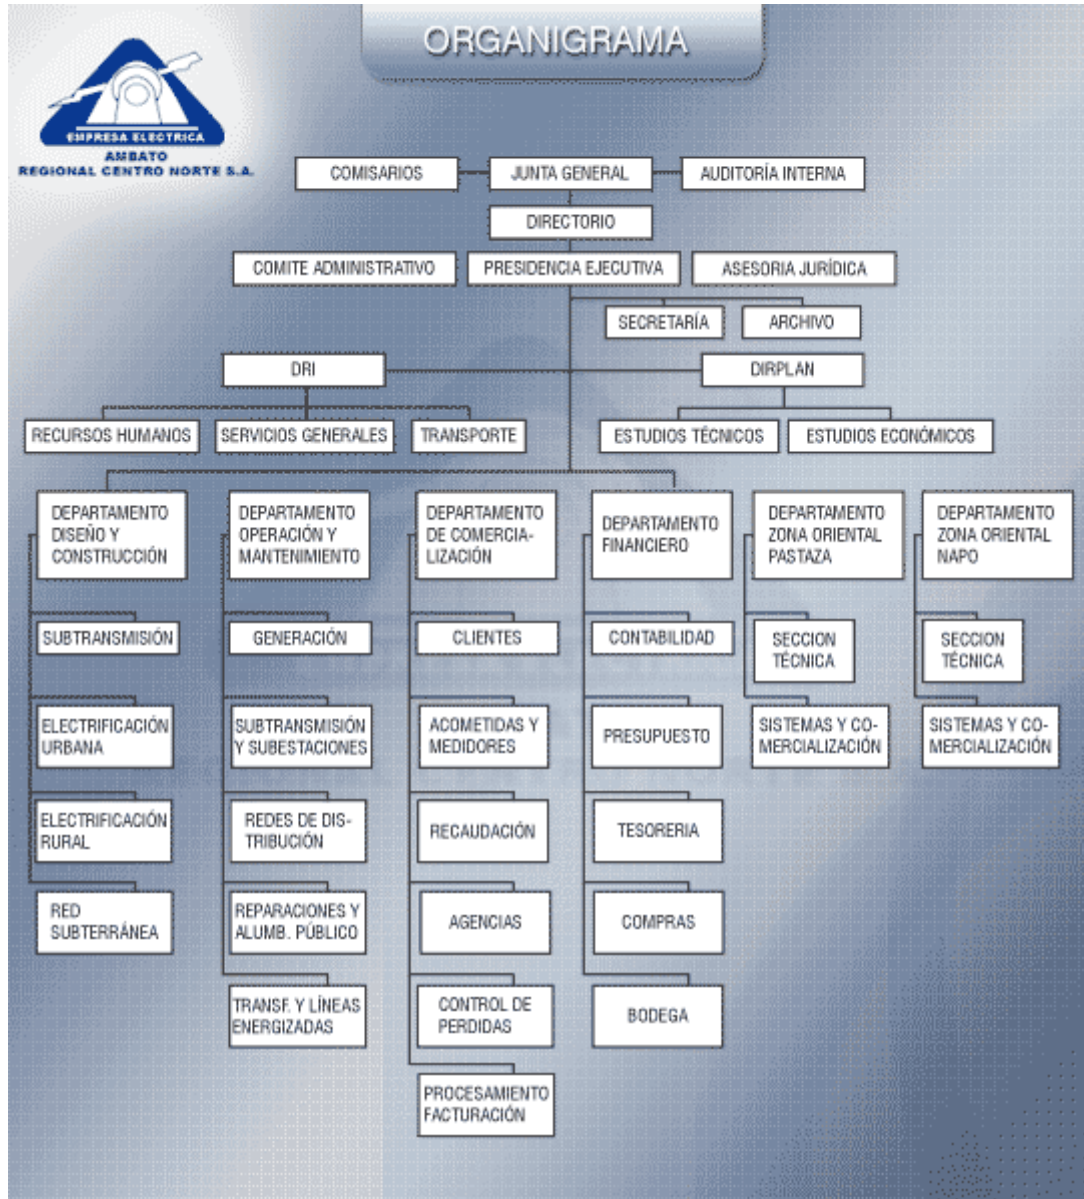 ORGANIGRAMA
EMPRESA ELECTRICA
AMBATO
REGIONAL CENTRO NORTE S.A.
COMISARIOS
JUNTA GENERAL
AUDITORÍA INTERNA
DIRECTORIO
COMITE ADMINISTRATIVO
PRESIDENCIA EJECUTIVA
ASESORIA JURÍDICA
SECRETARÍA
ARCHIVO
DRI
DIRPLAN
RECURSOS HUMANOS
SERVICIOS GENERALES
TRANSPORTE
ESTUDIOS TÉCNICOS
ESTUDIOS ECONÓMICOS
DEPARTAMENTO
DISEÑO Y
CONSTRUCCIÓN
SUBTRANSMISIÓN
ELECTRIFICACIÓN
URBANA
ELECTRIFICACIÓN
RURAL
RED
SUBTERRÁNEA
DEPARTAMENTO
OPERACIÓN Y
MANTENIMIENTO
GENERACIÓN
SUBTRANSMISIÓN
Y SUBESTACIONES
REDES DE DIS-
TRIBUCIÓN
REPARACIONES Y
ALUMB. PÚBLICO
TRANSF. Y LÍNEAS
ENERGIZADAS
DEPARTAMENTO
DE COMERCIA-
LIZACIÓN
CLIENTES
ACOMETIDAS Y
MEDIDORES
RECAUDACIÓN
AGENCIAS
CONTROL DE
PERDIDAS
PROCESAMIENTO
FACTURACIÓN
DEPARTAMENTO
FINANCIERO
CONTABILIDAD
PRESUPUESTO
TESORERIA
COMPRAS
BODEGA
DEPARTAMENTO
ZONA ORIENTAL
PASTAZA
SECCION
TÉCNICA
SISTEMAS Y CO-
MERCIALIZACIÓN
DEPARTAMENTO
ZONA ORIENTAL
NAPO
SECCION
TÉCNICA
SISTEMAS Y CO-
MERCIALIZACIÓN